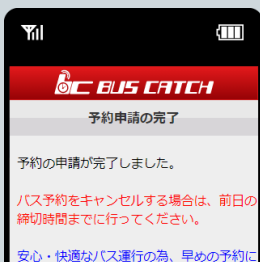 IC BUS CATCH
予約申請の完了
予約の申請が完了しました。
バス予約をキャンセルする場合は、前日の
締切時間までに行ってください。
安心・快適なバス運行の為、早めの予約に